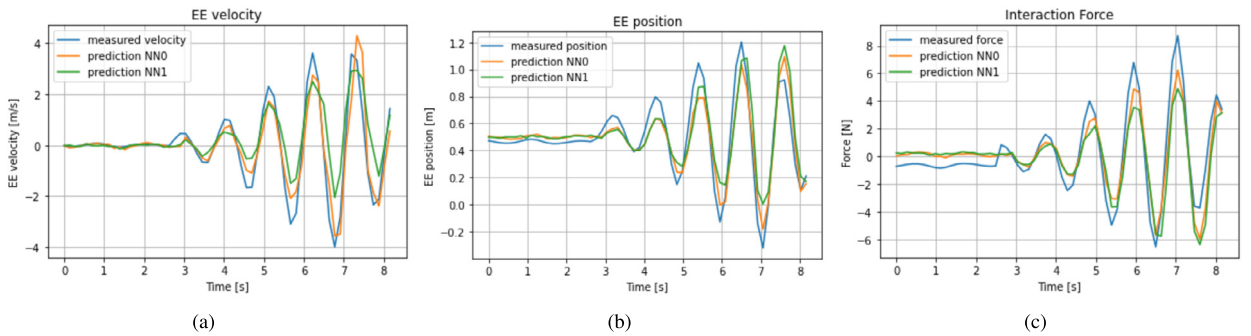 EE velocity
measured velocity
prediction NN0
prediction NN1
EE velocity [m/s]
4
2
0
−2
−4
0 1 2 3 4 5 6 7 8
Time [s]
(a)
EE position
measured position
prediction NN0
prediction NN1
EE position [m]
1.2
1.0
0.8
0.6
0.4
0.2
0.0
−0.2
0 1 2 3 4 5 6 7 8
Time [s]
(b)
Interaction Force
measured force
prediction NN0
prediction NN1
Force [N]
8
6
4
2
0
−2
−4
−6
0 1 2 3 4 5 6 7 8
Time [s]
(c)